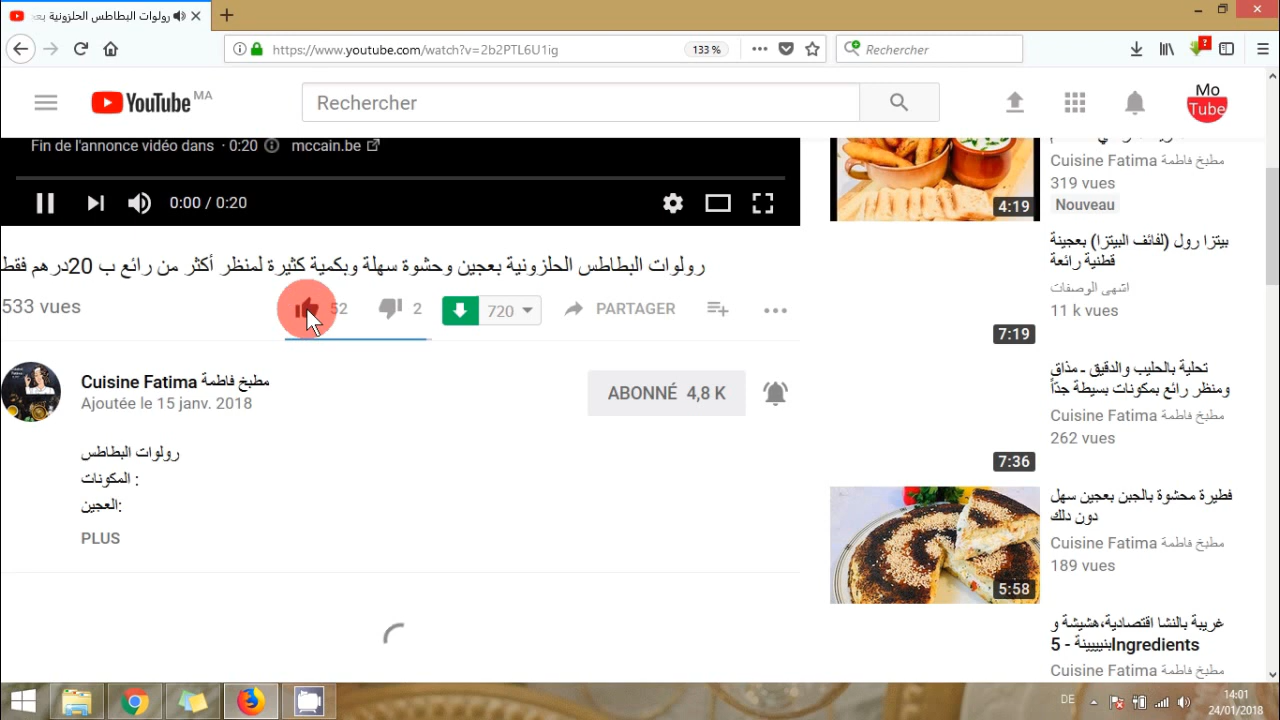 رولوات البطاطس الحلزونية بعج
https://www.youtube.com/watch?v=2b2PTL6U1ig
133 %
Rechercher
YouTube MA
Rechercher
Mo
Tube
Fin de l'annonce vidéo dans · 0:20
mccain.be
0:00 / 0:20
رولوات البطاطس الحلزونية بعجين وحشوة سهلة وبكمية كثيرة لمنظر أكثر من رائع ب 20درهم فقط
533 vues
52
2
720
PARTAGER
Cuisine Fatima مطبخ فاطمة
Ajoutée le 15 janv. 2018
ABONNÉ 4,8 K
رولوات البطاطس
المكونات :
العجين:
PLUS
4:19
Cuisine Fatima مطبخ فاطمة
319 vues
Nouveau
7:19
بيتزا رول (لفائف البيتزا) بعجينة
قطنية رائعة
اشهى الوصفات
11 k vues
7:36
تحلية بالحليب والدقيق ـ مذاق
ومنظر رائع بمكونات بسيطة جدّاً
Cuisine Fatima مطبخ فاطمة
262 vues
5:58
فطيرة محشوة بالجبن بعجين سهل
دون دلك
Cuisine Fatima مطبخ فاطمة
189 vues
غريبة بالنشا اقتصادية،هشيشة و
بنييييينة - 5Ingredients
Cuisine Fatima مطبخ فاطمة
DE
14:01
24/01/2018